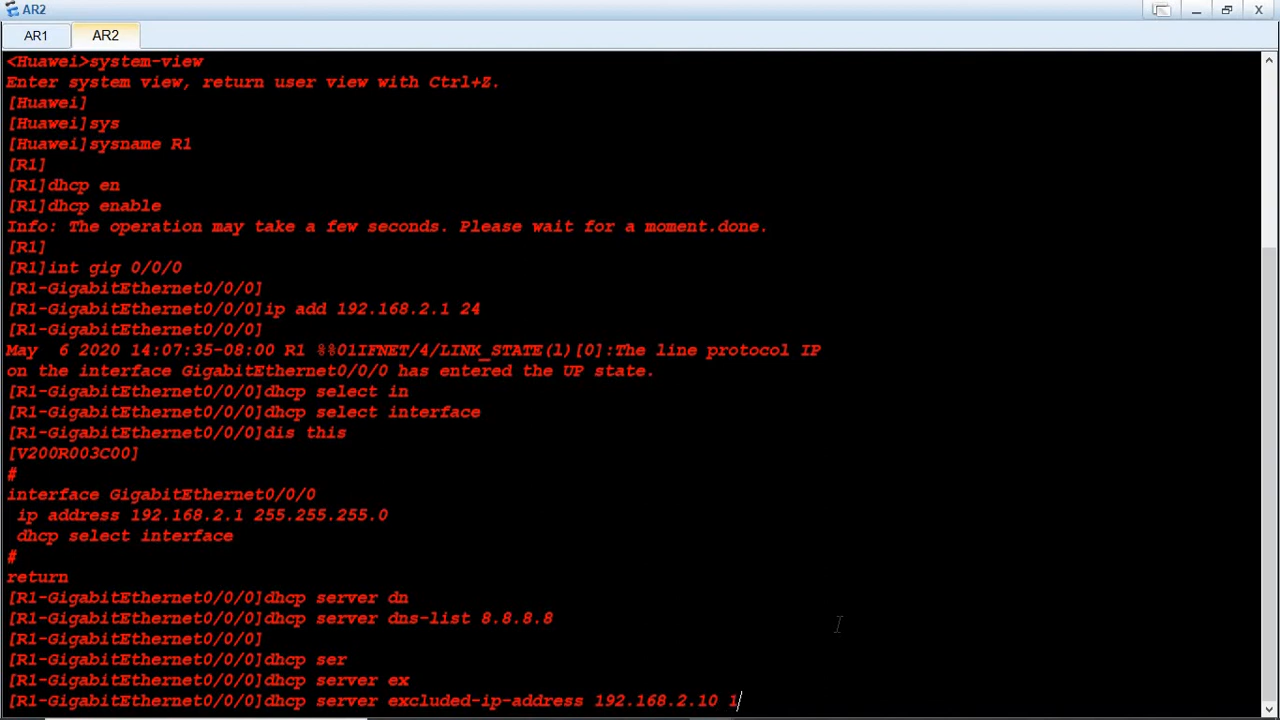 AR2
AR1
AR2
<Huawei>system-view
Enter system view, return user view with Ctrl+Z.
[Huawei]
[Huawei]sys
[Huawei]sysname R1
[R1]
[R1]dhcp en
[R1]dhcp enable
Info: The operation may take a few seconds. Please wait for a moment.done.
[R1]
[R1]int gig 0/0/0
[R1-GigabitEthernet0/0/0]
[R1-GigabitEthernet0/0/0]ip add 192.168.2.1 24
[R1-GigabitEthernet0/0/0]
May  6 2020 14:07:35-08:00 R1 %%01IFNET/4/LINK_STATE(l)[0]:The line protocol IP
on the interface GigabitEthernet0/0/0 has entered the UP state.
[R1-GigabitEthernet0/0/0]dhcp select in
[R1-GigabitEthernet0/0/0]dhcp select interface
[R1-GigabitEthernet0/0/0]dis this
[V200R003C00]
#
interface GigabitEthernet0/0/0
 ip address 192.168.2.1 255.255.255.0
 dhcp select interface
#
return
[R1-GigabitEthernet0/0/0]dhcp server dn
[R1-GigabitEthernet0/0/0]dhcp server dns-list 8.8.8.8
[R1-GigabitEthernet0/0/0]
[R1-GigabitEthernet0/0/0]dhcp ser
[R1-GigabitEthernet0/0/0]dhcp server ex
[R1-GigabitEthernet0/0/0]dhcp server excluded-ip-address 192.168.2.10 1